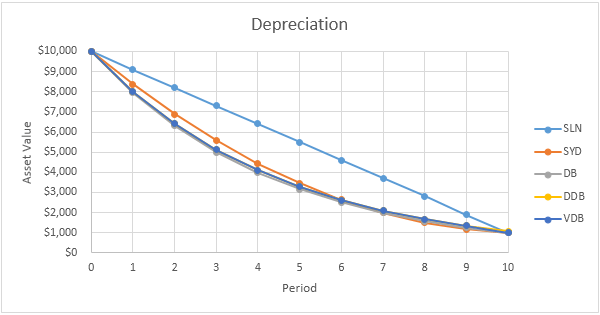 Depreciation
$10,000
$9,000
$8,000
$7,000
$6,000
$5,000
$4,000
$3,000
$2,000
$1,000
$0
Asset Value
0 1 2 3 4 5 6 7 8 9 10
Period
SLN
SYD
DB
DDB
VDB